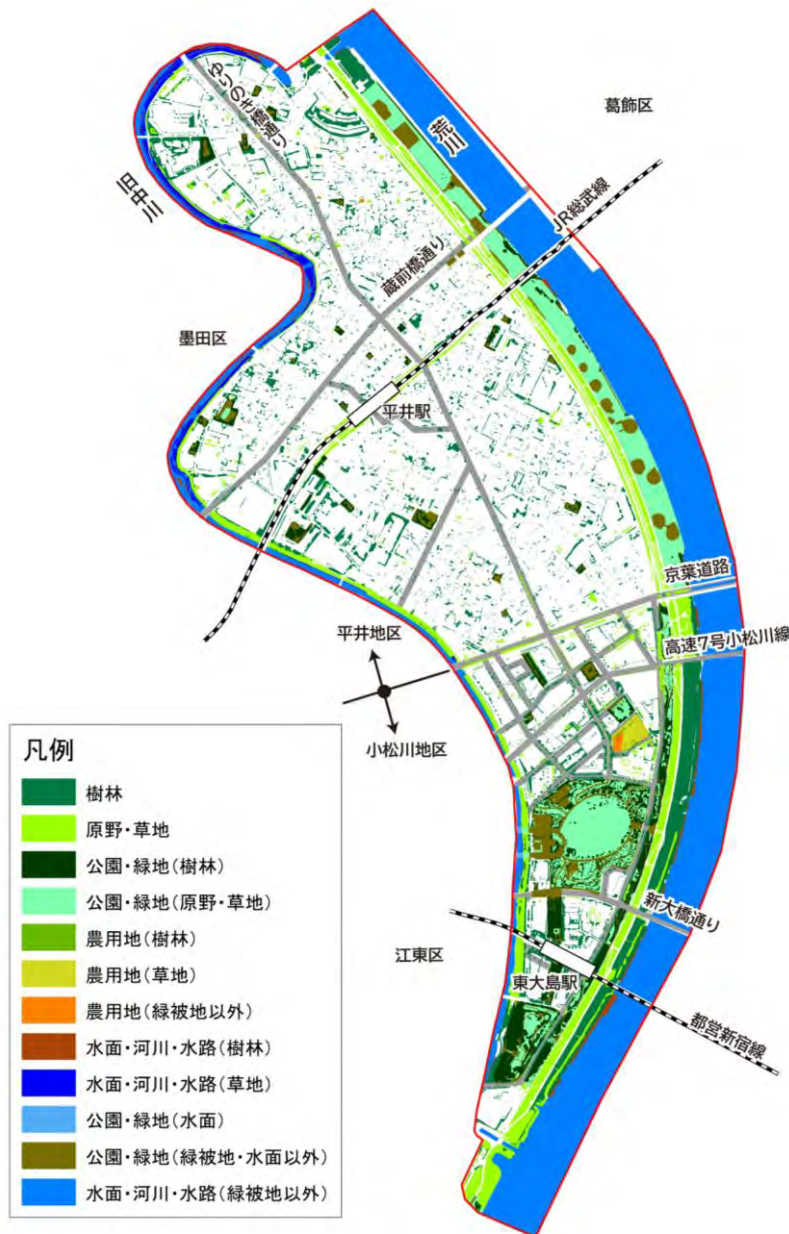 葛飾区
ゆりのき橋通り
荒川
旧中川
JR総武線
蔵前橋通り
墨田区
平井駅
京葉道路
平井地区
高速7号小松川線
小松川地区
凡例
樹林
原野・草地
公園・緑地(樹林)
公園・緑地(原野・草地)
農用地(樹林)
農用地(草地)
農用地(緑被地以外)
水面・河川・水路(樹林)
水面・河川・水路(草地)
公園・緑地(水面)
公園・緑地(緑被地・水面以外)
水面・河川・水路(緑被地以外)
新大橋通り
江東区
東大島駅
都営新宿線